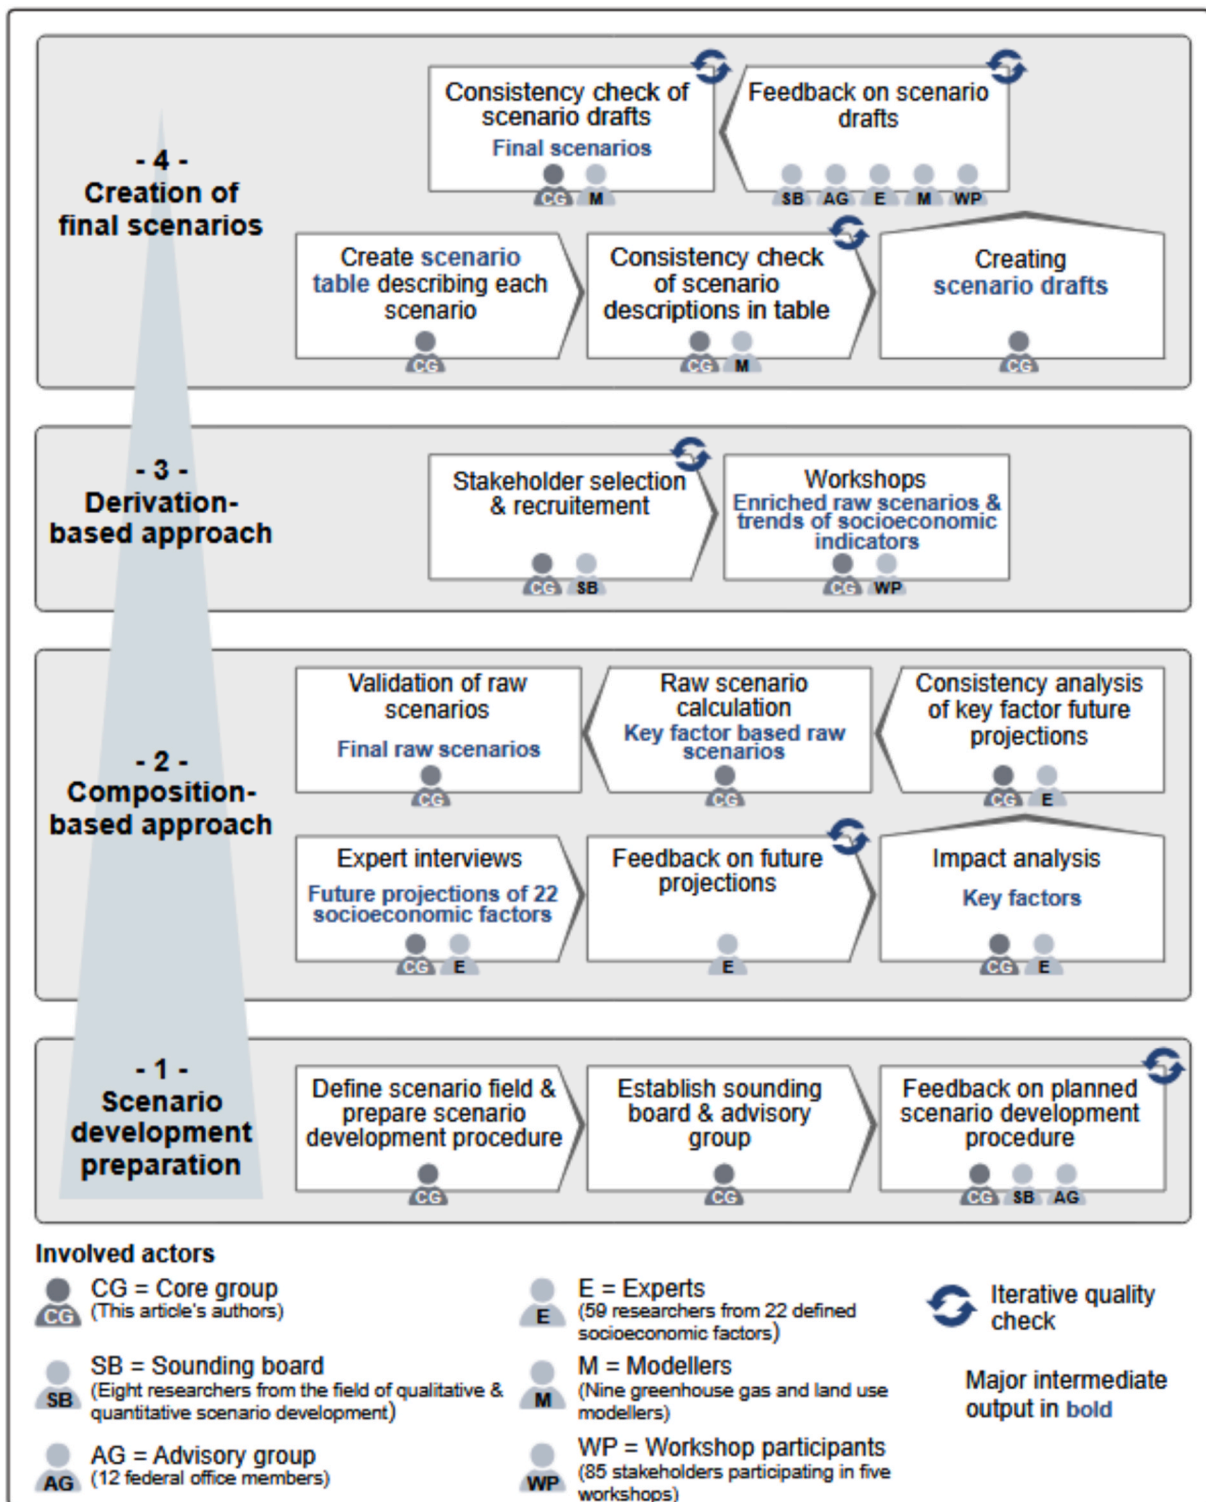 - 4 -
Creation of
final scenarios
Consistency check of
scenario drafts
Final scenarios
CG M
Feedback on scenario
drafts
SB AG E M WP
Create scenario
table describing each
scenario
CG
Consistency check
of scenario
descriptions in table
CG M
Creating
scenario drafts
CG
- 3 -
Derivation-
based approach
Stakeholder selection
& recruitement
CG SB
Workshops
Enriched raw scenarios &
trends of socioeconomic
indicators
CG WP
- 2 -
Composition-
based approach
Validation of raw
scenarios
Final raw scenarios
CG
Raw scenario
calculation
Key factor based raw
scenarios
CG
Consistency analysis
of key factor future
projections
CG E
Expert interviews
Future projections of 22
socioeconomic factors
CG E
Feedback on future
projections
E
Impact analysis
Key factors
CG E
- 1 -
Scenario
development
preparation
Define scenario field &
prepare scenario
development procedure
CG
Establish sounding
board & advisory
group
CG
Feedback on planned
scenario development
procedure
CG SB AG
Involved actors
CG
CG = Core group
(This article's authors)
SB
SB = Sounding board
(Eight researchers from the field of qualitative &
quantitative scenario development)
AG
AG = Advisory group
(12 federal office members)
E
E = Experts
(59 researchers from 22 defined
socioeconomic factors)
M
M = Modellers
(Nine greenhouse gas and land use
modellers)
WP
WP = Workshop participants
(85 stakeholders participating in five
workshops)
Iterative quality
check
Major intermediate
output in bold